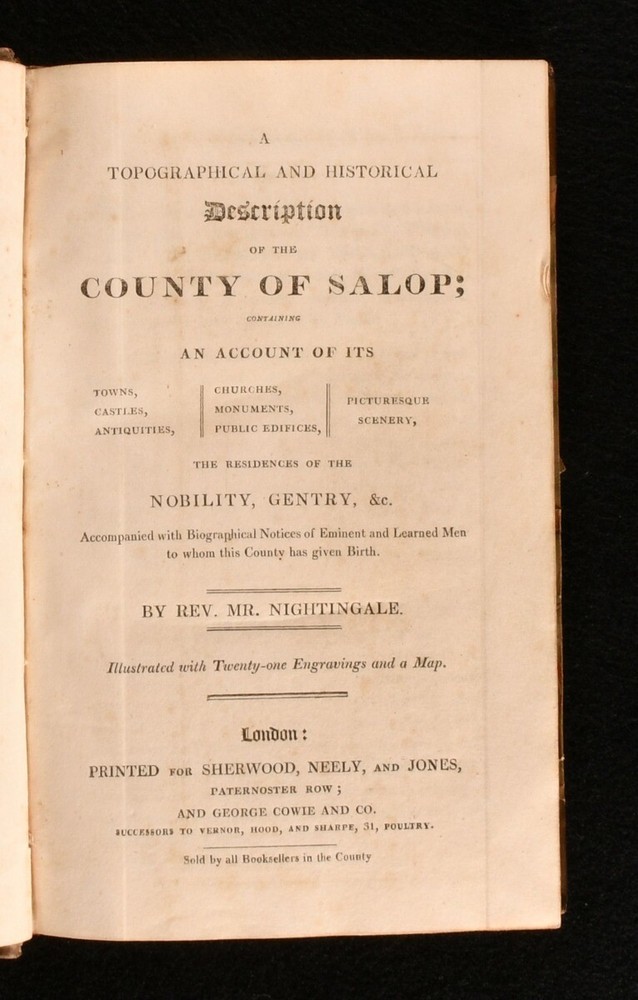 A
TOPOGRAPHICAL AND HISTORICAL
Description
OF THE
COUNTY OF SALOP;
CONTAINING
AN ACCOUNT OF ITS
TOWNS,
CASTLES,
ANTIQUITIES,
CHURCHES,
MONUMENTS,
PUBLIC EDIFICES,
PICTURESQUE
SCENERY,
THE RESIDENCES OF THE
NOBILITY, GENTRY, &c.
Accompanied with Biographical Notices of Eminent and Learned Men
to whom this County has given Birth.
BY REV. MR. NIGHTINGALE.
Illustrated with Twenty-one Engravings and a Map.
London:
PRINTED FOR SHERWOOD, NEELY, AND JONES,
PATERNOSTER ROW;
AND GEORGE COWIE AND CO.
SUCCESSORS TO VERNOR, HOOD, AND SHARPE, 31, POULTRY.
Sold by all Booksellers in the County